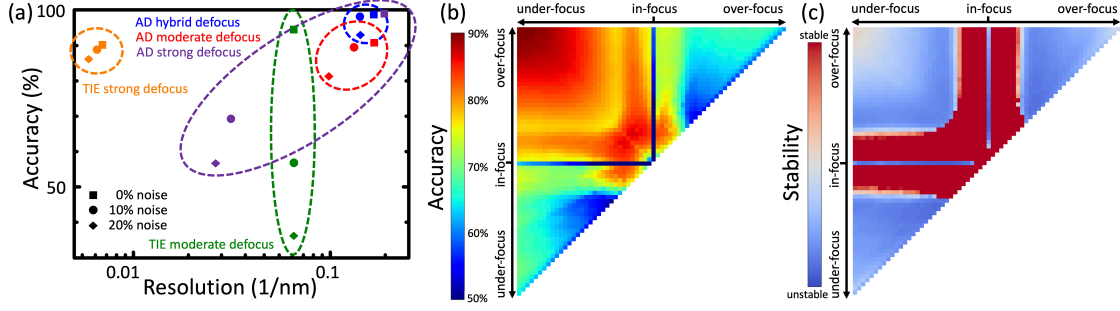 (a)
100
50
Accuracy (%)
AD hybrid defocus
AD moderate defocus
AD strong defocus
TIE strong defocus
0% noise
10% noise
20% noise
TIE moderate defocus
0.01
0.1
Resolution (1/nm)
(b)
under-focus
in-focus
over-focus
90%
80%
70%
60%
50%
Accuracy
over-focus
in-focus
under-focus
(c)
under-focus
in-focus
over-focus
stable
unstable
Stability
over-focus
in-focus
under-focus